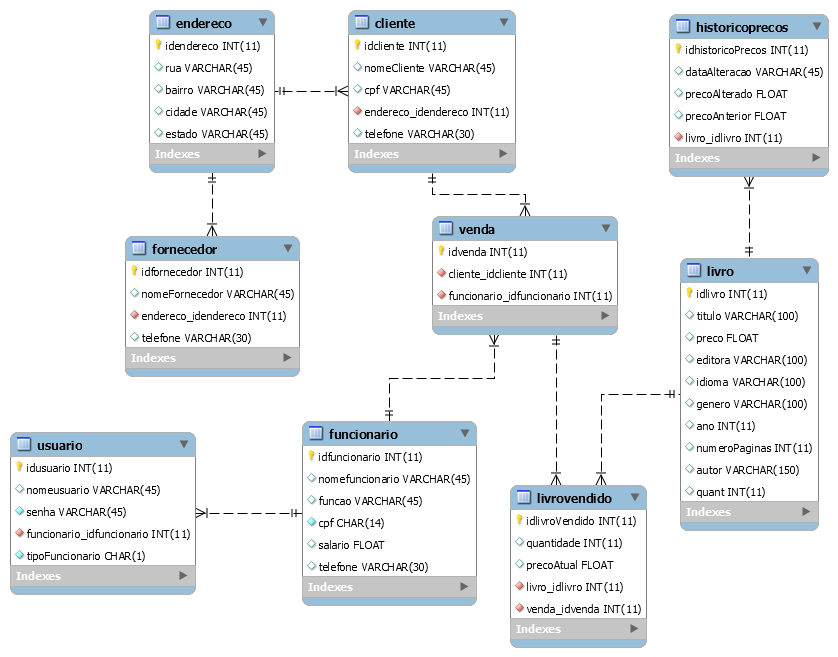 endereco
idendereco INT(11)
rua VARCHAR(45)
bairro VARCHAR(45)
cidade VARCHAR(45)
estado VARCHAR(45)
Indexes
cliente
idcliente INT(11)
nomeCliente VARCHAR(45)
cpf VARCHAR(45)
endereco_idendereco INT(11)
telefone VARCHAR(30)
Indexes
historicoprecos
idhistoricoPrecos INT(11)
dataAlteracao VARCHAR(45)
precoAlterado FLOAT
precoAnterior FLOAT
livro_idlivro INT(11)
Indexes
fornecedor
idfornecedor INT(11)
nomeFornecedor VARCHAR(45)
endereco_idendereco INT(11)
telefone VARCHAR(30)
Indexes
venda
idvenda INT(11)
cliente_idcliente INT(11)
funcionario_idfuncionario INT(11)
Indexes
livro
idlivro INT(11)
titulo VARCHAR(100)
preco FLOAT
editora VARCHAR(100)
idioma VARCHAR(100)
genero VARCHAR(100)
ano INT(11)
numeroPaginas INT(11)
autor VARCHAR(150)
quant INT(11)
Indexes
usuario
idusuario INT(11)
nomeusuario VARCHAR(45)
senha VARCHAR(45)
funcionario_idfuncionario INT(11)
tipoFuncionario CHAR(1)
Indexes
funcionario
idfuncionario INT(11)
nomefuncionario VARCHAR(45)
funcao VARCHAR(45)
cpf CHAR(14)
salario FLOAT
telefone VARCHAR(30)
Indexes
livrovendido
idlivroVendido INT(11)
quantidade INT(11)
precoAtual FLOAT
livro_idlivro INT(11)
venda_idvenda INT(11)
Indexes